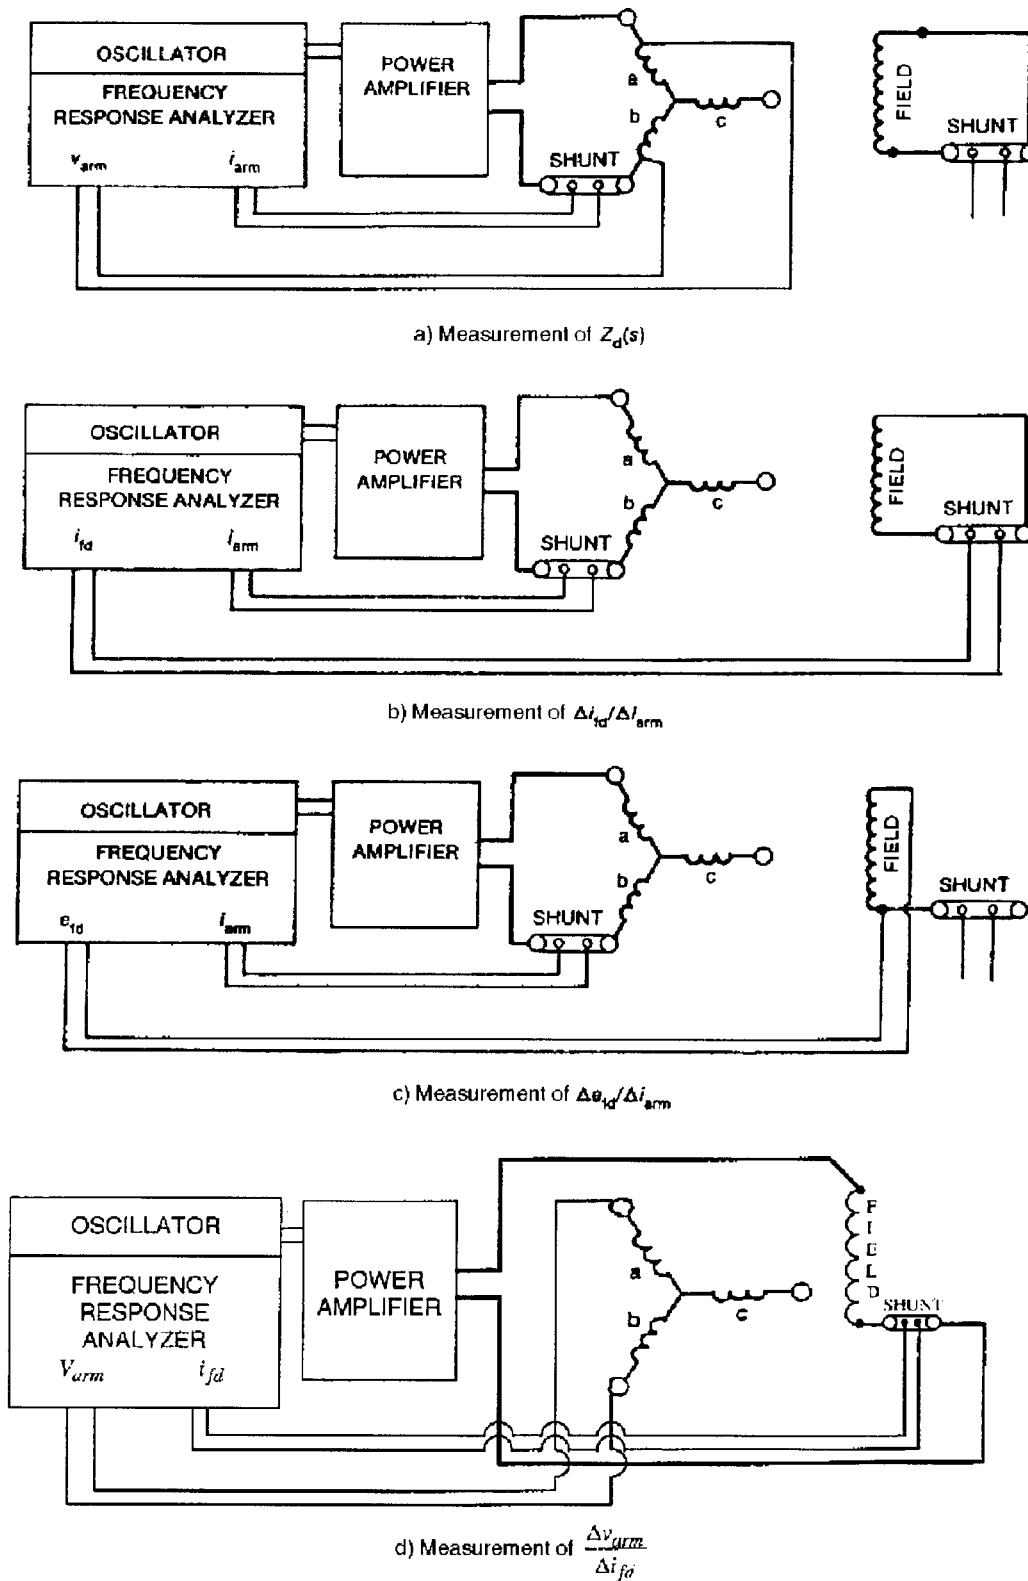 OSCILLATOR
FREQUENCY
RESPONSE ANALYZER
v_arm i_arm
POWER
AMPLIFIER
a
b
c
SHUNT
FIELD
SHUNT
a) Measurement of Z_d(s)
OSCILLATOR
FREQUENCY
RESPONSE ANALYZER
i_fd i_arm
POWER
AMPLIFIER
a
b
c
SHUNT
FIELD
SHUNT
b) Measurement of Δi_fd/Δi_arm
OSCILLATOR
FREQUENCY
RESPONSE ANALYZER
e_fd i_arm
POWER
AMPLIFIER
a
b
c
SHUNT
FIELD
SHUNT
c) Measurement of Δe_fd/Δi_arm
OSCILLATOR
FREQUENCY
RESPONSE
ANALYZER
V_arm i_fd
POWER
AMPLIFIER
a
b
c
FIELD
SHUNT
d) Measurement of Δv_arm/Δi_fd